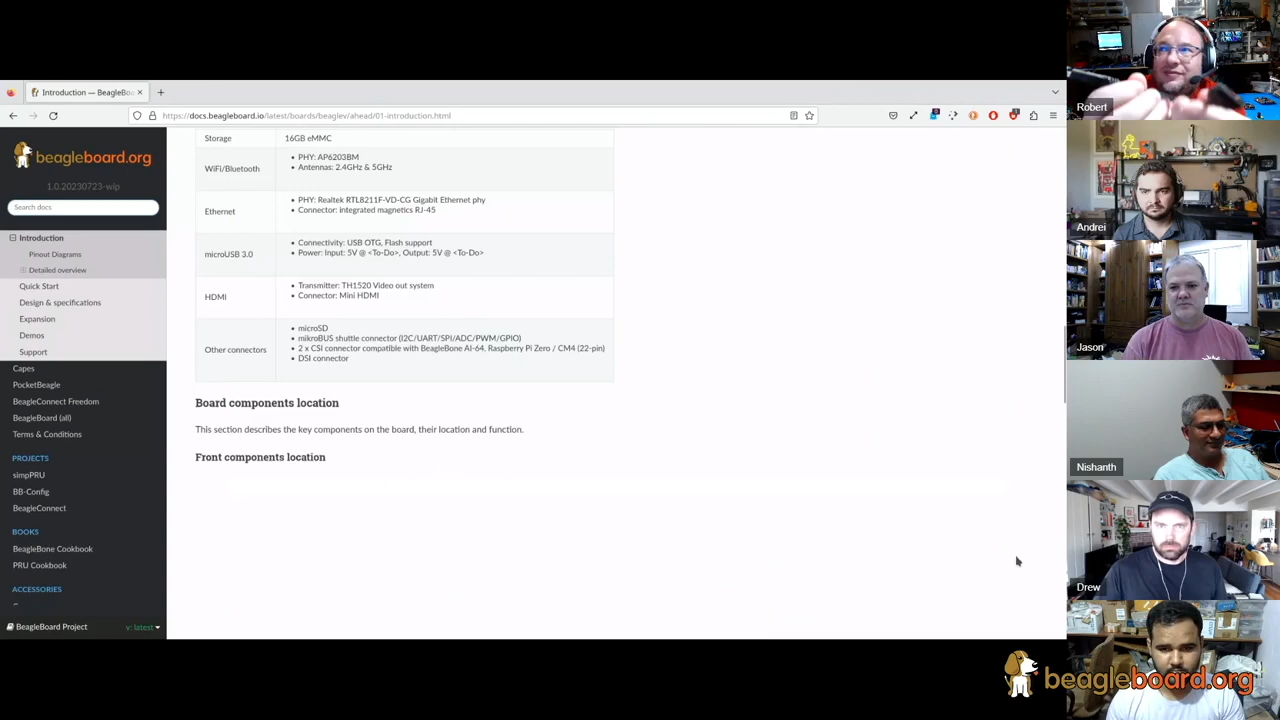 Introduction — BeagleBoa
https://docs.beagleboard.io/latest/boards/beaglev/ahead/01-introduction.html
beagleboard.org
1.0.20230723-wip
Search docs
Introduction
Pinout Diagrams
Detailed overview
Quick Start
Design & specifications
Expansion
Demos
Support
Capes
PocketBeagle
BeagleConnect Freedom
BeagleBoard (all)
Terms & Conditions
PROJECTS
simpPRU
BB-Config
BeagleConnect
BOOKS
BeagleBone Cookbook
PRU Cookbook
ACCESSORIES
BeagleBoard Project
v: latest
Storage
16GB eMMC
WiFi/Bluetooth
• PHY: AP6203BM
• Antennas: 2.4GHz & 5GHz
Ethernet
• PHY: Realtek RTL8211F-VD-CG Gigabit Ethernet phy
• Connector: integrated magnetics RJ-45
microUSB 3.0
• Connectivity: USB OTG, Flash support
• Power: Input: 5V @ <To-Do>, Output: 5V @ <To-Do>
HDMI
• Transmitter: TH1520 Video out system
• Connector: Mini HDMI
Other connectors
• microSD
• mikroBUS shuttle connector (I2C/UART/SPI/ADC/PWM/GPIO)
• 2 x CSI connector compatible with BeagleBone AI-64, Raspberry Pi Zero / CM4 (22-pin)
• DSI connector
Board components location
This section describes the key components on the board, their location and function.
Front components location
Robert
Andrei
Jason
Nishanth
Drew
beagleboard.org